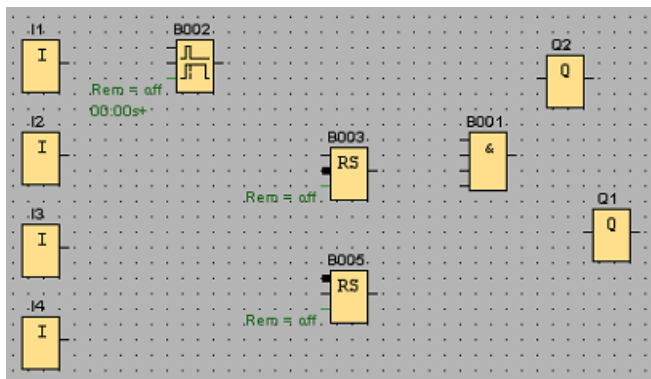 I1
B002
I
Q2
Q
Rem = off
00:00s+
I2
B001
I
B003
&
RS
Rem = off
I3
Q1
I
Q
B005
RS
I4
Rem = off
I